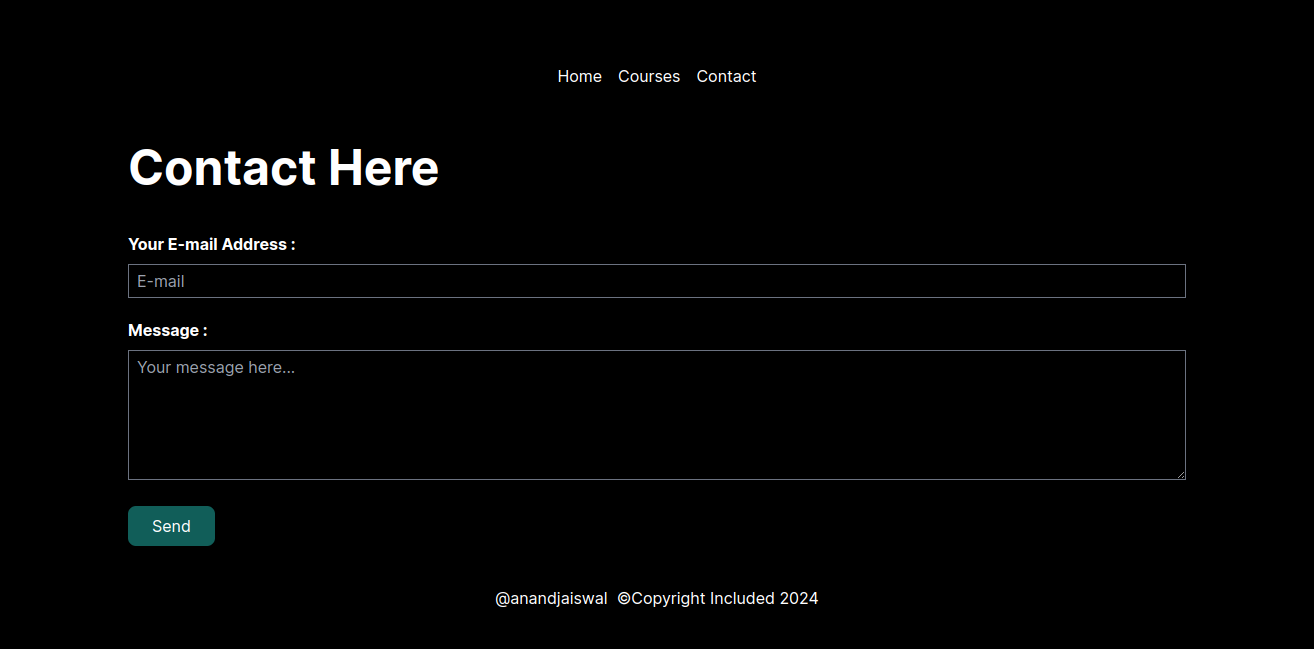 Home Courses Contact
Contact Here
Your E-mail Address :
E-mail
Message :
Your message here...
Send
@anandjaiswal ©Copyright Included 2024